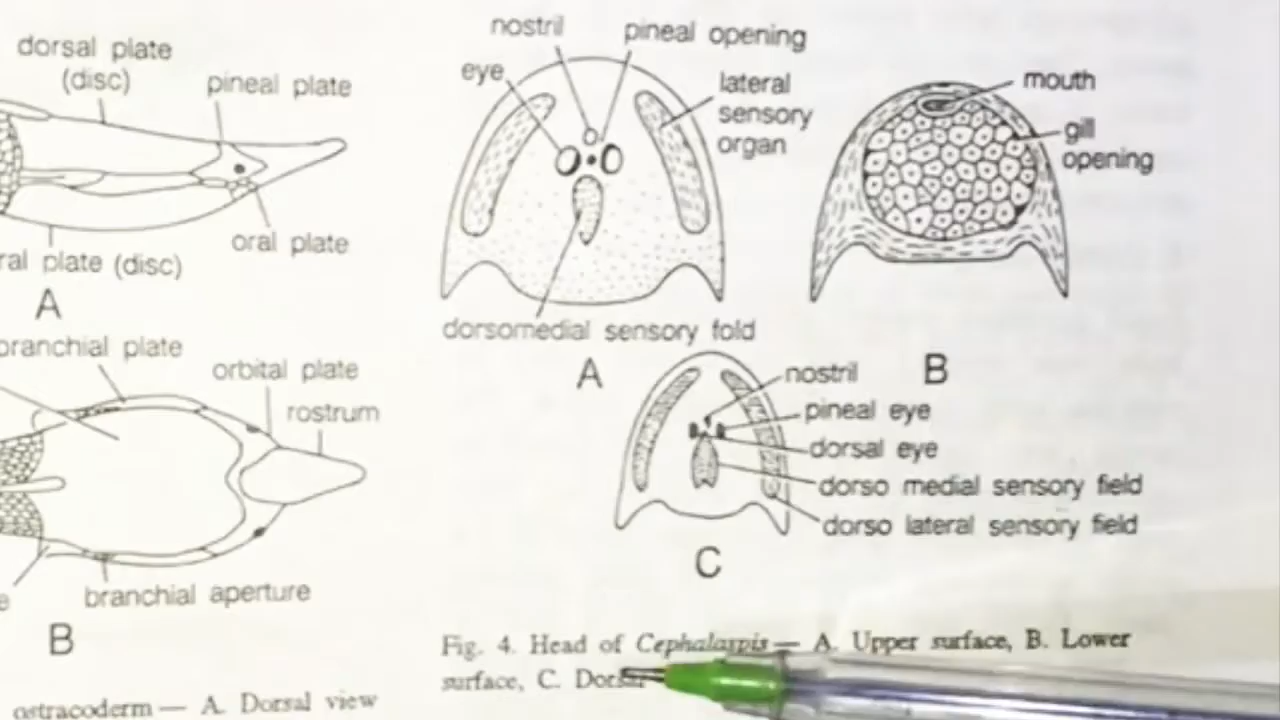 dorsal plate
(disc)
pineal plate
oral plate
plate (disc)
A
branchial plate
orbital plate
rostrum
branchial aperture
B
ostracoderm — A. Dorsal view
nostril
pineal opening
eye
lateral
sensory
organ
dorsomedial sensory fold
A
mouth
gill
opening
B
nostril
pineal eye
dorsal eye
dorso medial sensory field
dorso lateral sensory field
C
Fig. 4. Head of Cephalaspis — A. Upper surface, B. Lower
surface, C. Dorsal